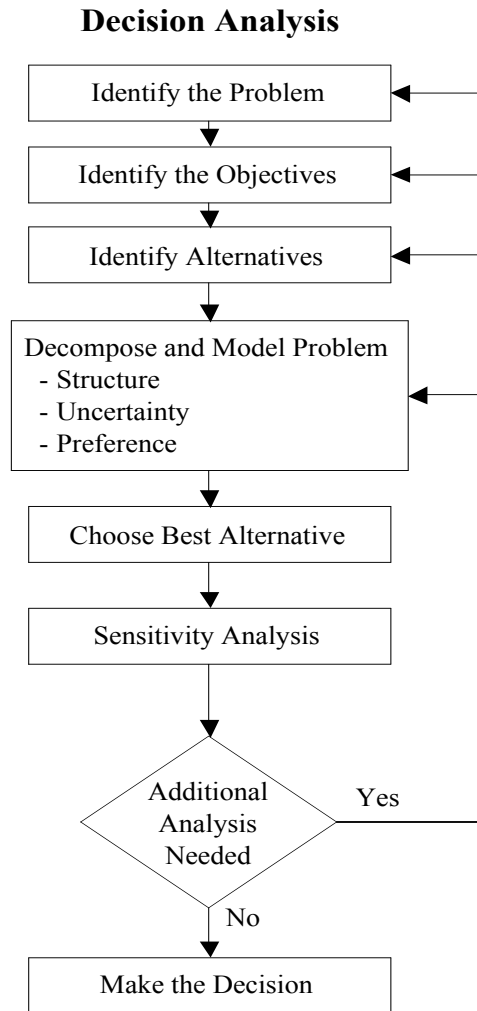 Decision Analysis
Identify the Problem
Identify the Objectives
Identify Alternatives
Decompose and Model Problem
- Structure
- Uncertainty
- Preference
Choose Best Alternative
Sensitivity Analysis
Additional
Analysis
Needed
Yes
No
Make the Decision